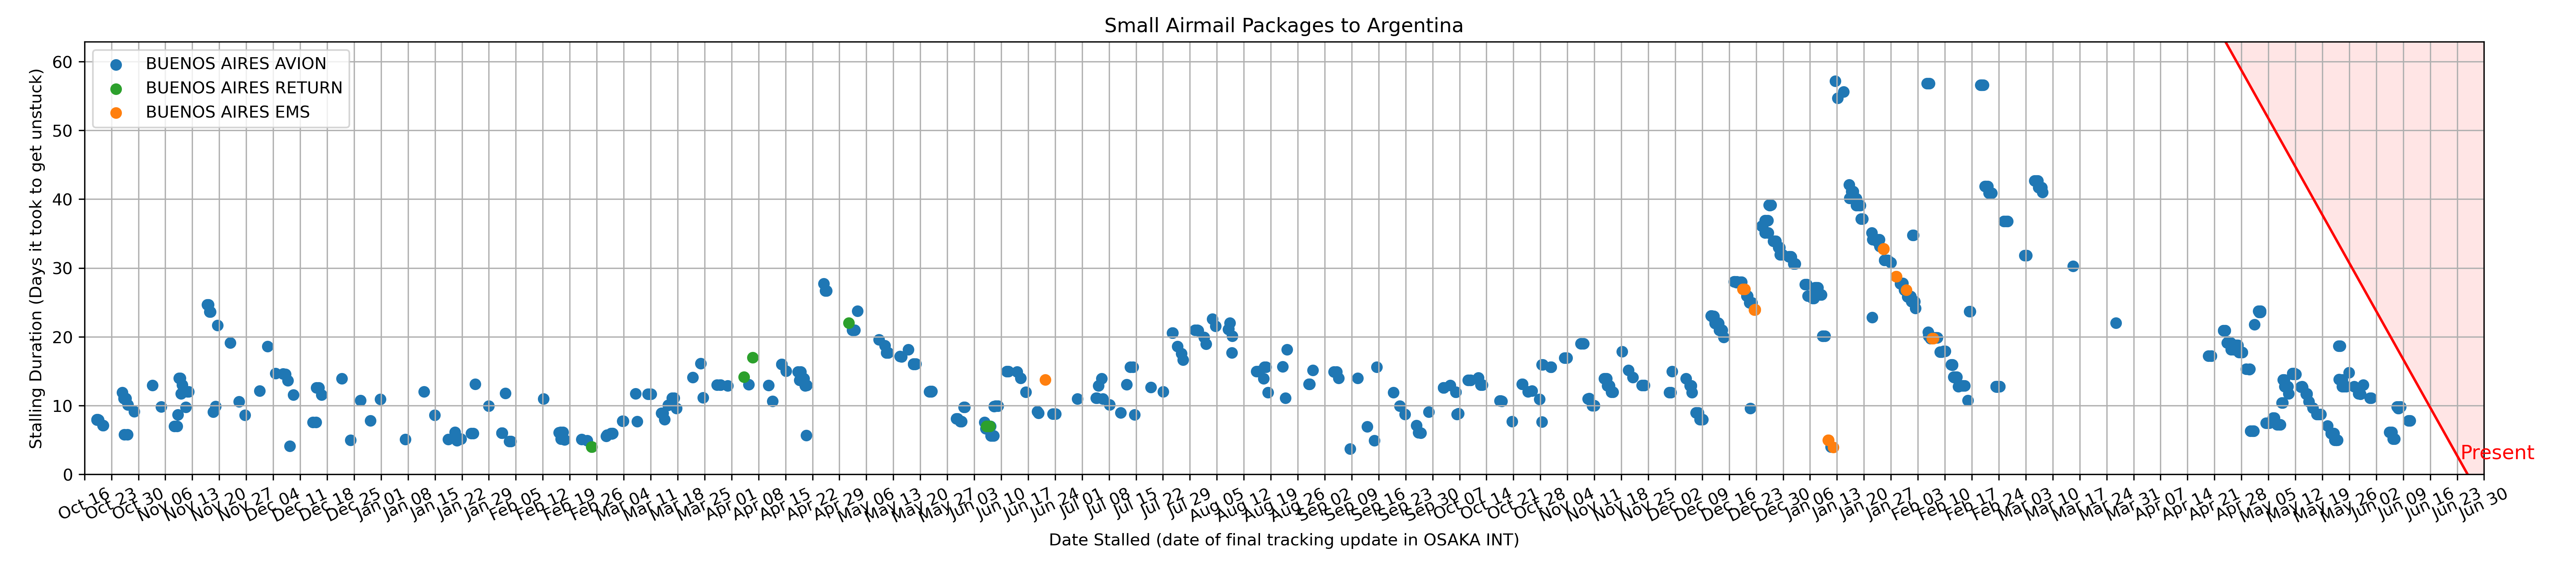 Small Airmail Packages to Argentina
BUENOS AIRES AVION
BUENOS AIRES RETURN
BUENOS AIRES EMS
Stalling Duration (Days it took to get unstuck)
60
50
40
30
20
10
0
Present
Oct 16
Oct 23
Oct 30
Nov 06
Nov 13
Nov 20
Nov 27
Dec 04
Dec 11
Dec 18
Dec 25
Jan 01
Jan 08
Jan 15
Jan 22
Jan 29
Feb 05
Feb 12
Feb 19
Feb 26
Mar 04
Mar 11
Mar 18
Mar 25
Apr 01
Apr 08
Apr 15
Apr 22
Apr 29
May 06
May 13
May 20
May 27
Jun 03
Jun 10
Jun 17
Jun 24
Jul 01
Jul 08
Jul 15
Jul 22
Jul 29
Aug 05
Aug 12
Aug 19
Aug 26
Sep 02
Sep 09
Sep 16
Sep 23
Sep 30
Oct 07
Oct 14
Oct 21
Oct 28
Nov 04
Nov 11
Nov 18
Nov 25
Dec 02
Dec 09
Dec 16
Dec 23
Dec 30
Jan 06
Jan 13
Jan 20
Jan 27
Feb 03
Feb 10
Feb 17
Feb 24
Mar 03
Mar 10
Mar 17
Mar 24
Mar 31
Apr 07
Apr 14
Apr 21
Apr 28
May 05
May 12
May 19
May 26
Jun 02
Jun 09
Jun 16
Jun 23
Jun 30
Date Stalled (date of final tracking update in OSAKA INT)